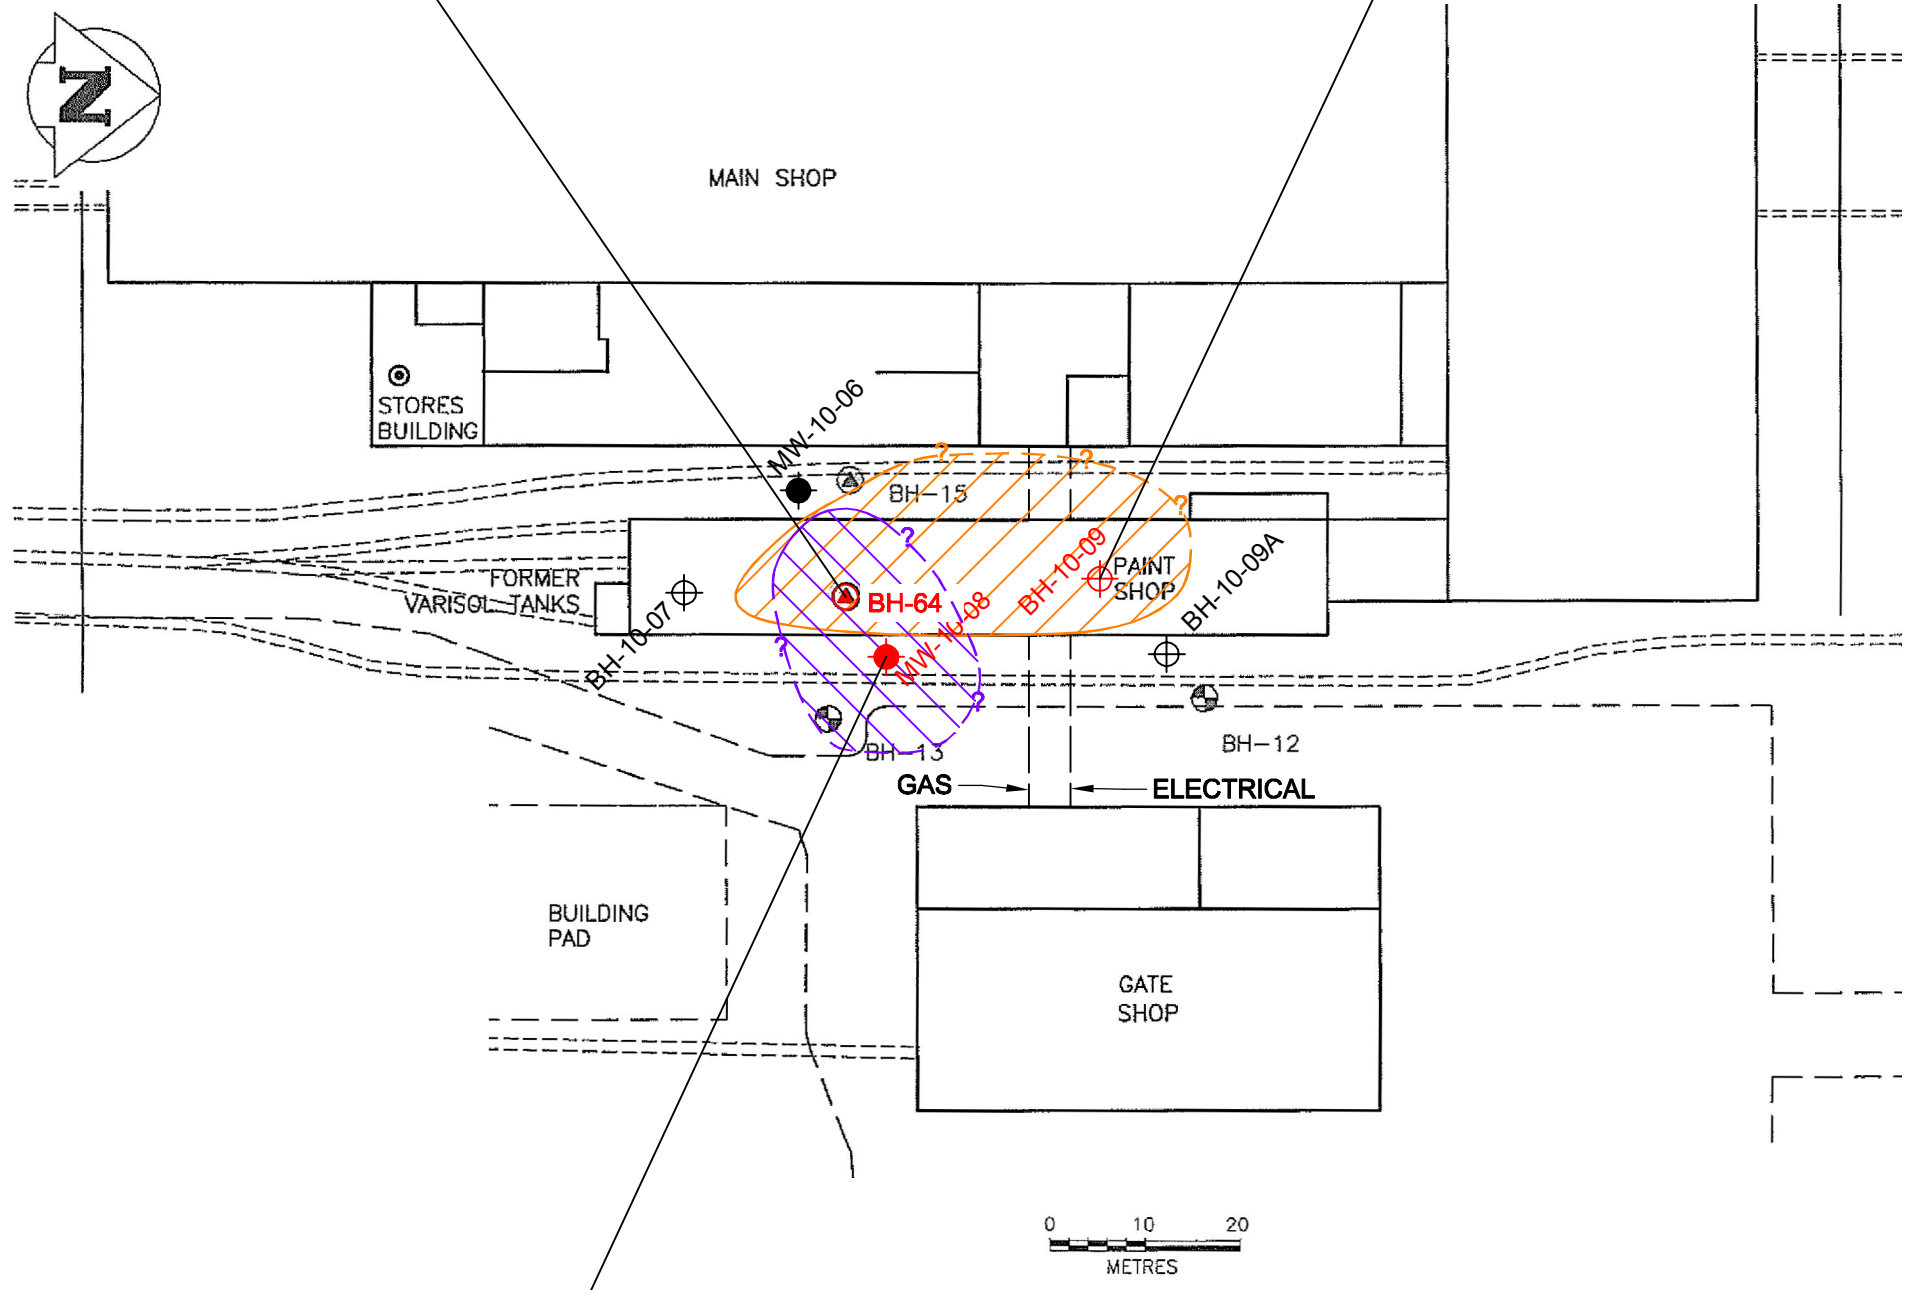 N
MAIN SHOP
STORES
BUILDING
MW-10-06
?
?
BH-15
?
?
BH-10-09
PAINT
SHOP
BH-10-09A
FORMER
VARISOL TANKS
BH-64
BH-10-07
MW-10-08
?
?
BH-13
BH-12
GAS
ELECTRICAL
BUILDING
PAD
GATE
SHOP
0 10 20
METRES